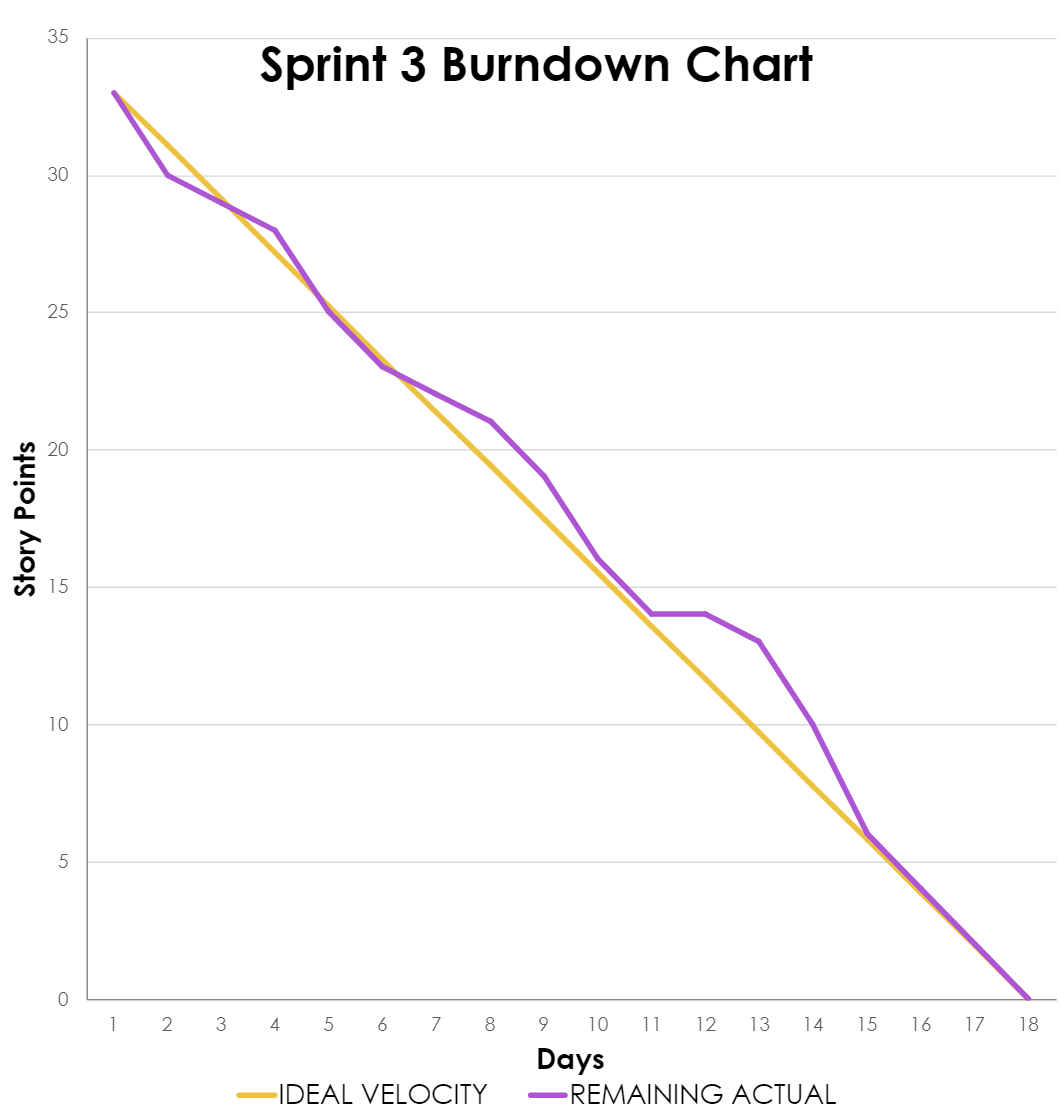 Sprint 3 Burndown Chart
Story Points
35
30
25
20
15
10
5
0
1 2 3 4 5 6 7 8 9 10 11 12 13 14 15 16 17 18
Days
IDEAL VELOCITY REMAINING ACTUAL